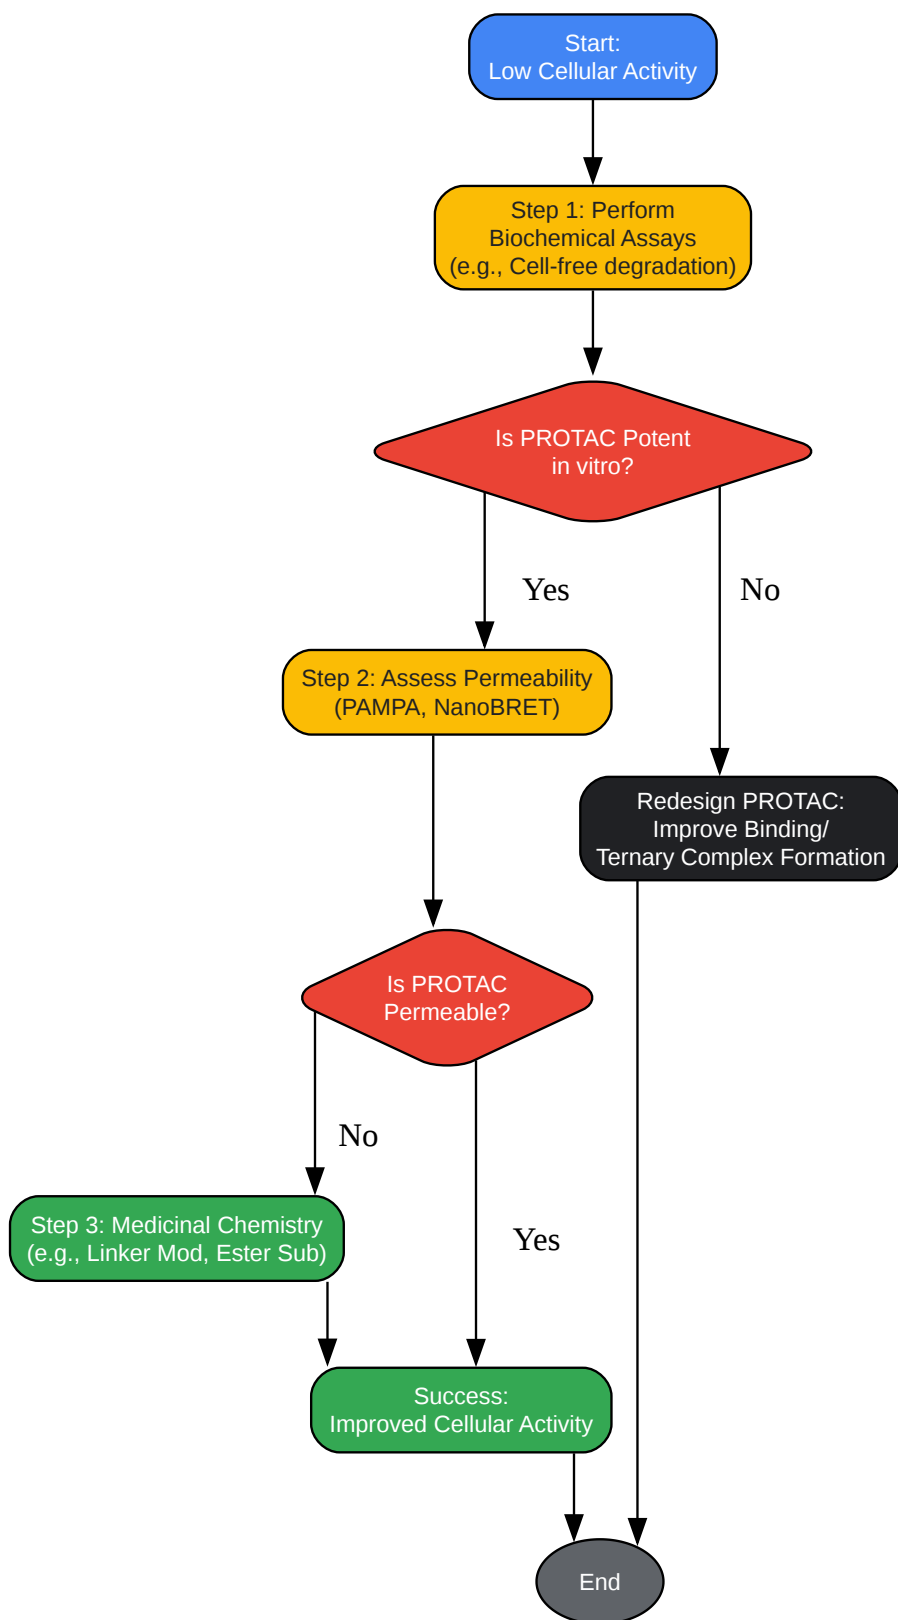 Start:
Low Cellular Activity
Step 1: Perform
Biochemical Assays
(e.g., Cell-free degradation)
Is PROTAC Potent
in vitro?
Yes
No
Step 2: Assess Permeability
(PAMPA, NanoBRET)
Redesign PROTAC:
Improve Binding/
Ternary Complex Formation
Is PROTAC
Permeable?
No
Step 3: Medicinal Chemistry
(e.g., Linker Mod, Ester Sub)
Yes
Success:
Improved Cellular Activity
End